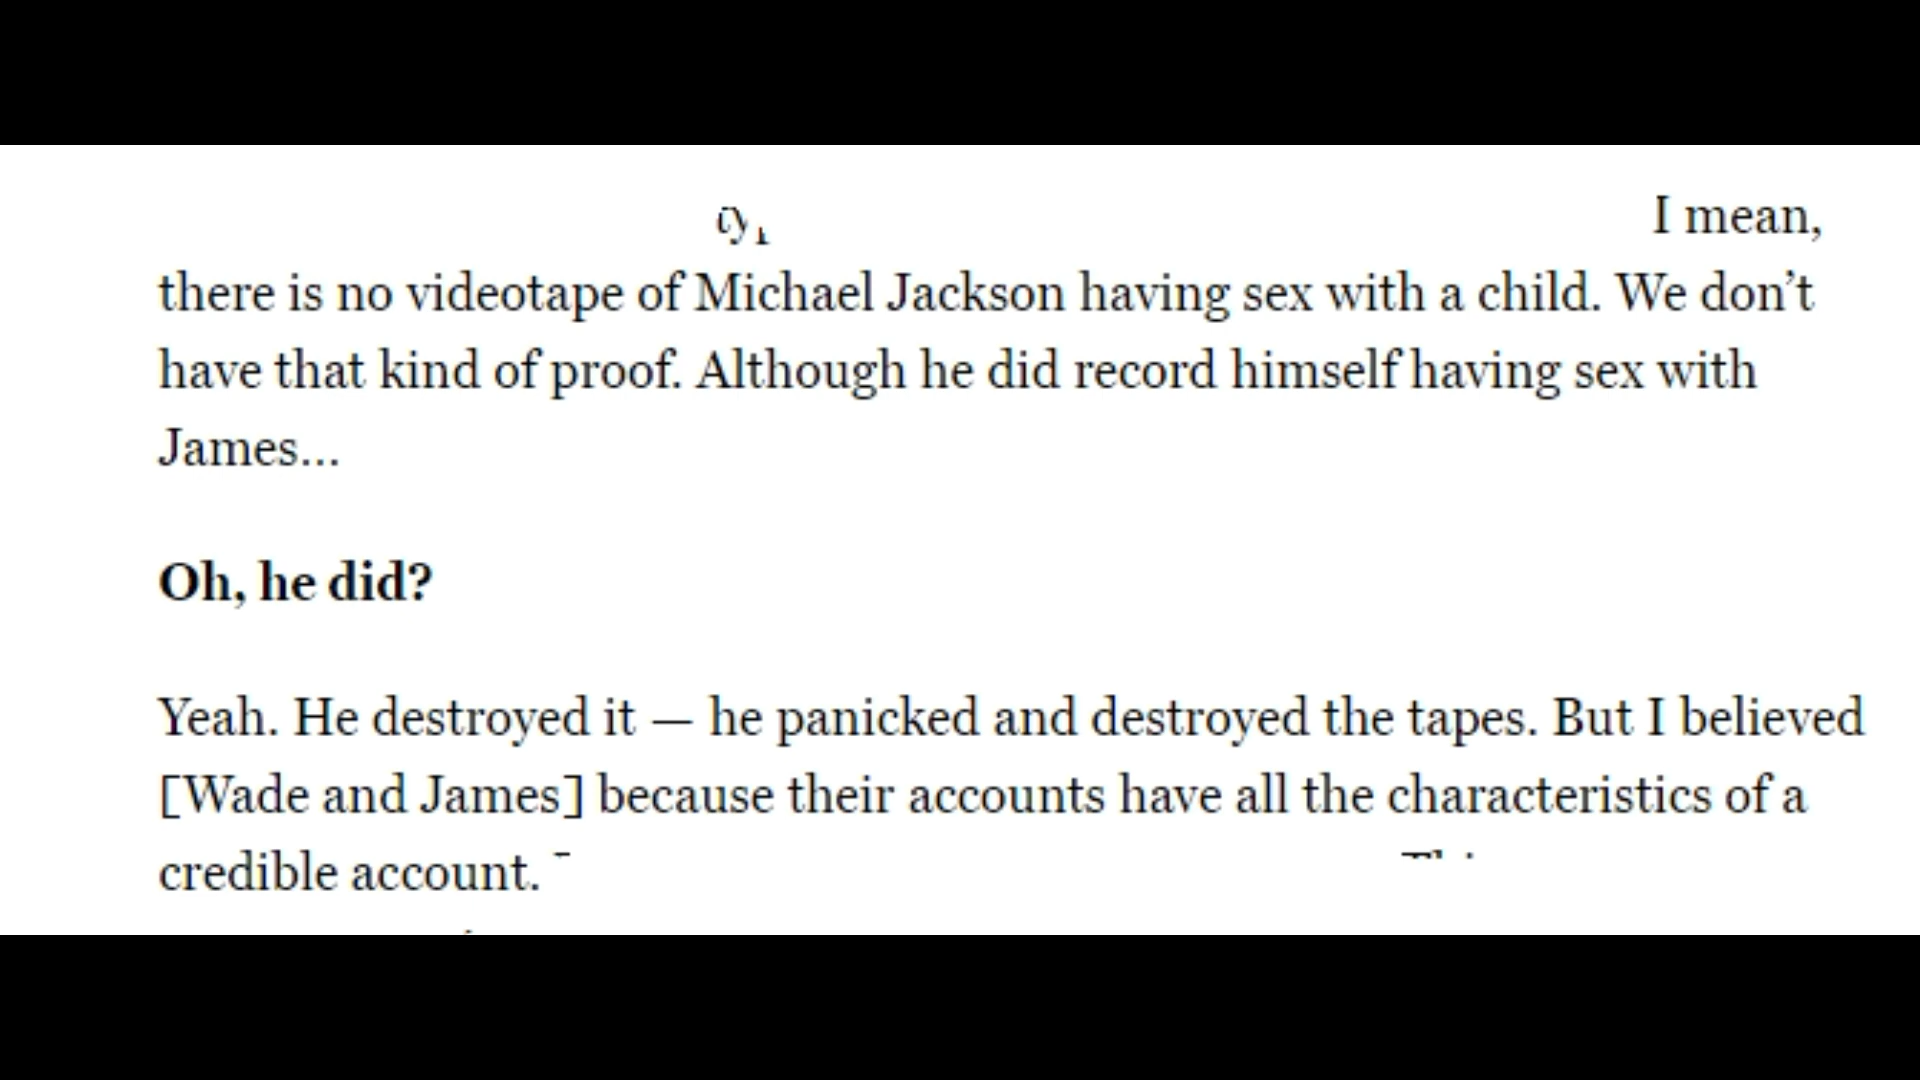 I mean,
there is no videotape of Michael Jackson having sex with a child. We don’t
have that kind of proof. Although he did record himself having sex with
James...
Oh, he did?
Yeah. He destroyed it — he panicked and destroyed the tapes. But I believed
[Wade and James] because their accounts have all the characteristics of a
credible account.